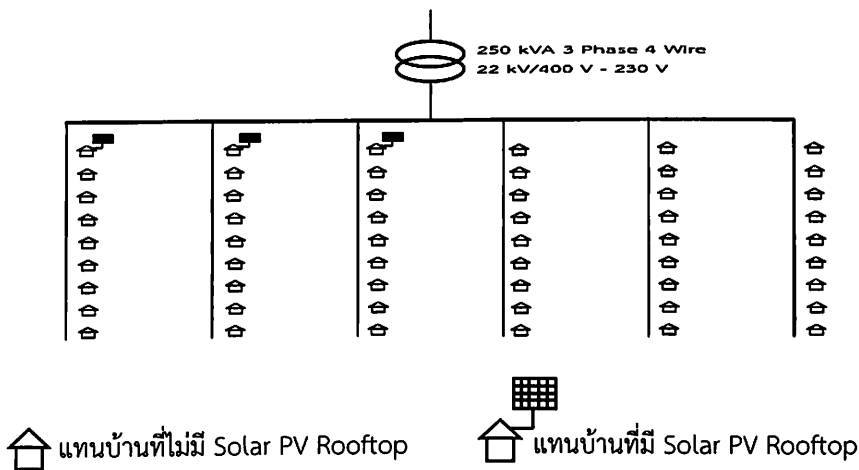 250 kVA 3 Phase 4 Wire
22 kV/400 V - 230 V
แทนบ้านที่ไม่มี Solar PV Rooftop
แทนบ้านที่มี Solar PV Rooftop